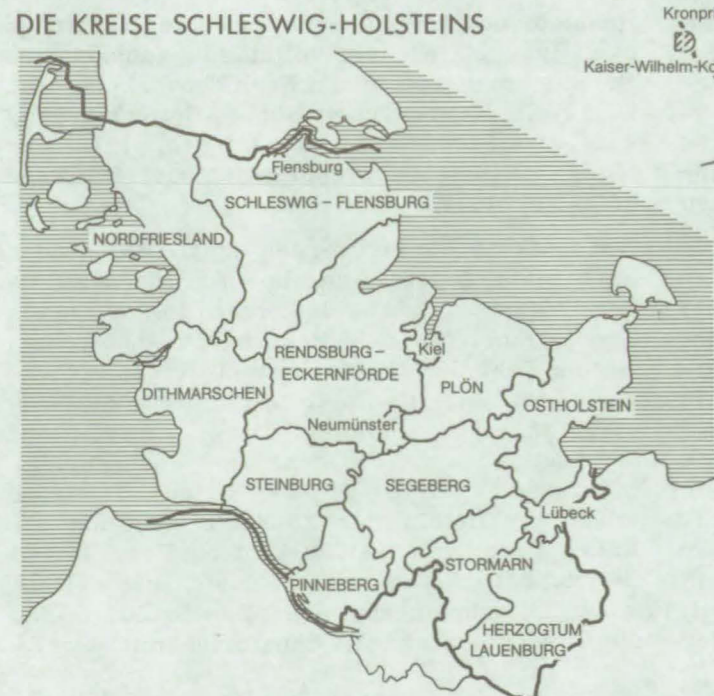 DIE KREISE SCHLESWIG-HOLSTEINS
Flensburg
SCHLESWIG – FLENSBURG
NORDFRIESLAND
RENDSBURG –
ECKERNFÖRDE
Kiel
PLÖN
DITHMARSCHEN
OSTHOLSTEIN
Neumünster
STEINBURG
SEGEBERG
Lübeck
STORMARN
PINNEBERG
HERZOGTUM
LAUENBURG
Kronpr
Kaiser-Wilhelm-Ko